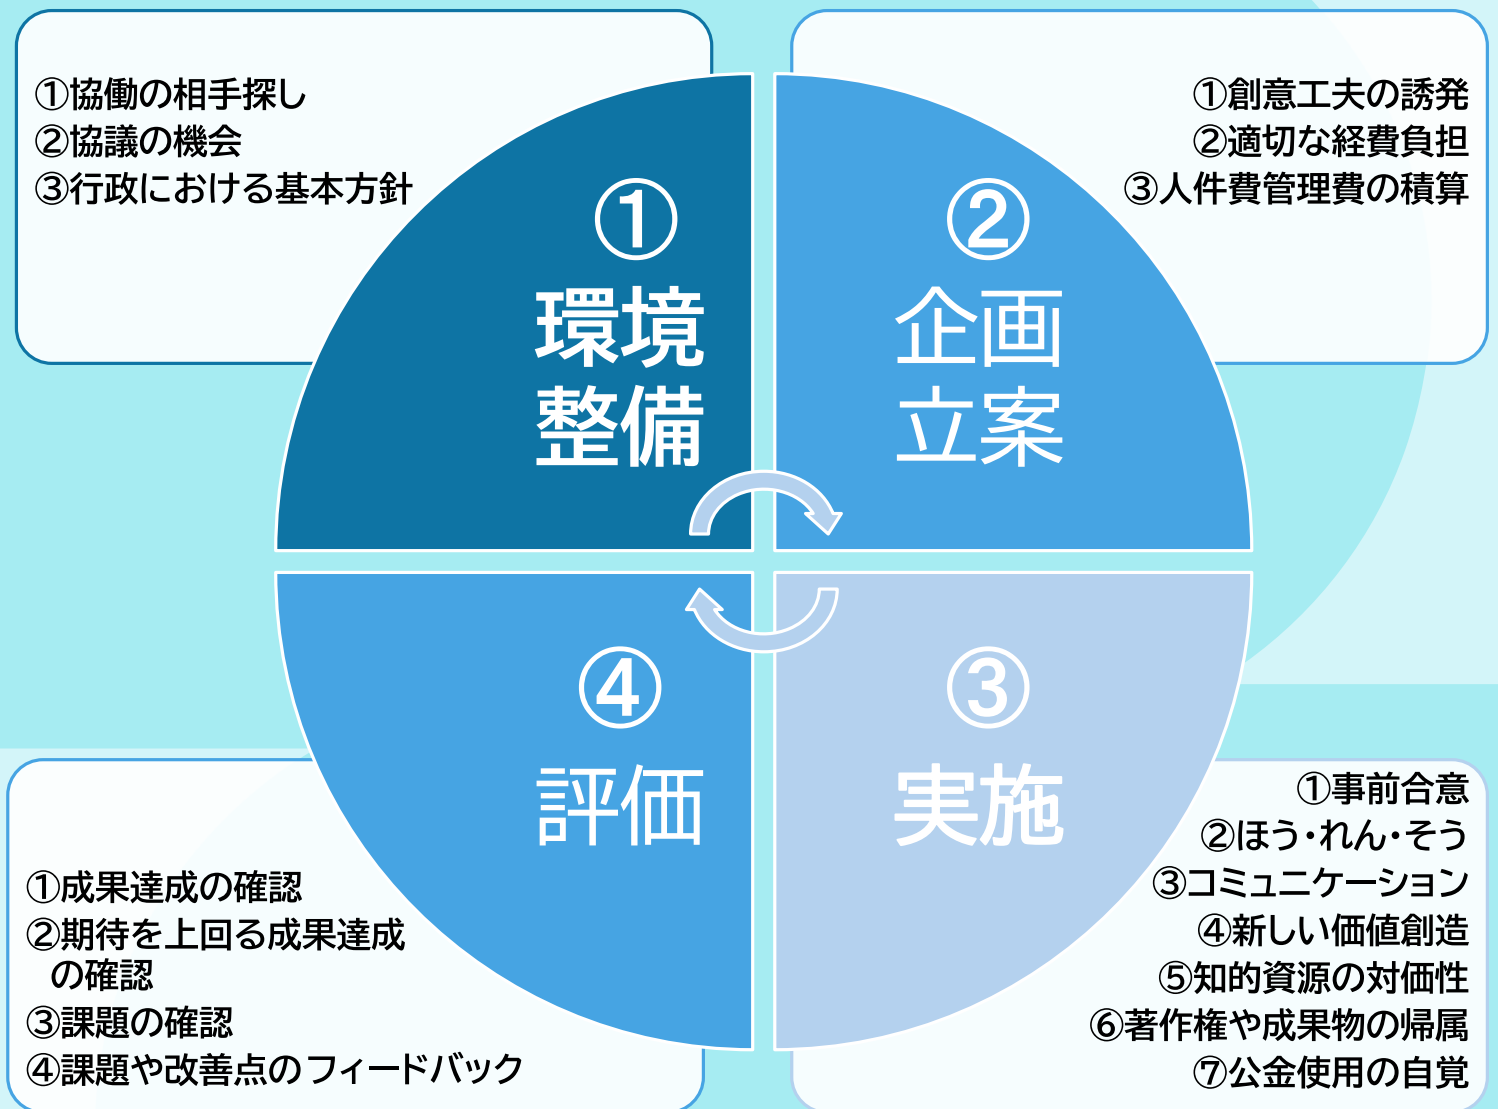 ①協働の相手探し
②協議の機会
③行政における基本方針
①
環境
整備
①創意工夫の誘発
②適切な経費負担
③人件費管理費の積算
②
企画
立案
④
評価
①成果達成の確認
②期待を上回る成果達成
の確認
③課題の確認
④課題や改善点のフィードバック
③
実施
①事前合意
②ほう・れん・そう
③コミュニケーション
④新しい価値創造
⑤知的資源の対価性
⑥著作権や成果物の帰属
⑦公金使用の自覚